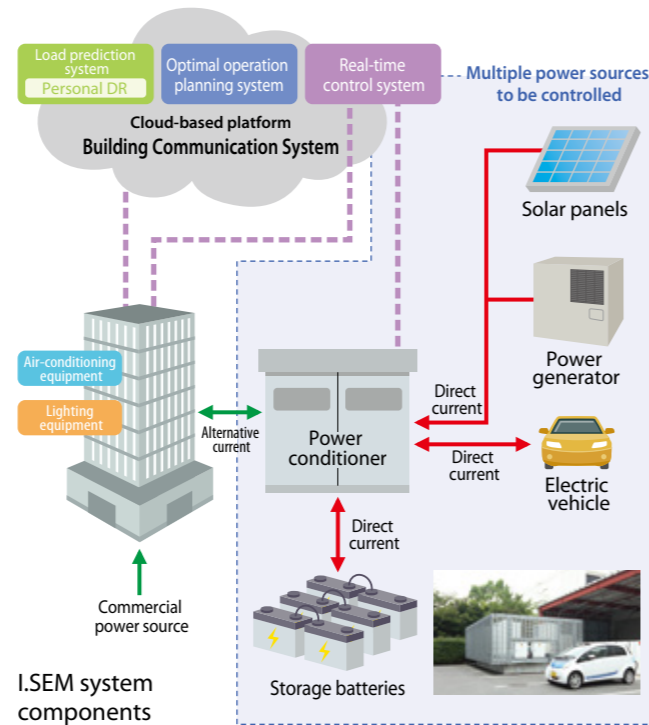 Load prediction
system
Personal DR
Optimal operation
planning system
Real-time
control system
Multiple power sources
to be controlled
Cloud-based platform
Building Communication System
Solar panels
Air-conditioning
equipment
Lighting
equipment
Power
generator
Alternative
current
Power
conditioner
Direct
current
Direct
current
Electric
vehicle
Direct
current
Commercial
power source
Storage batteries
I.SEM system
components